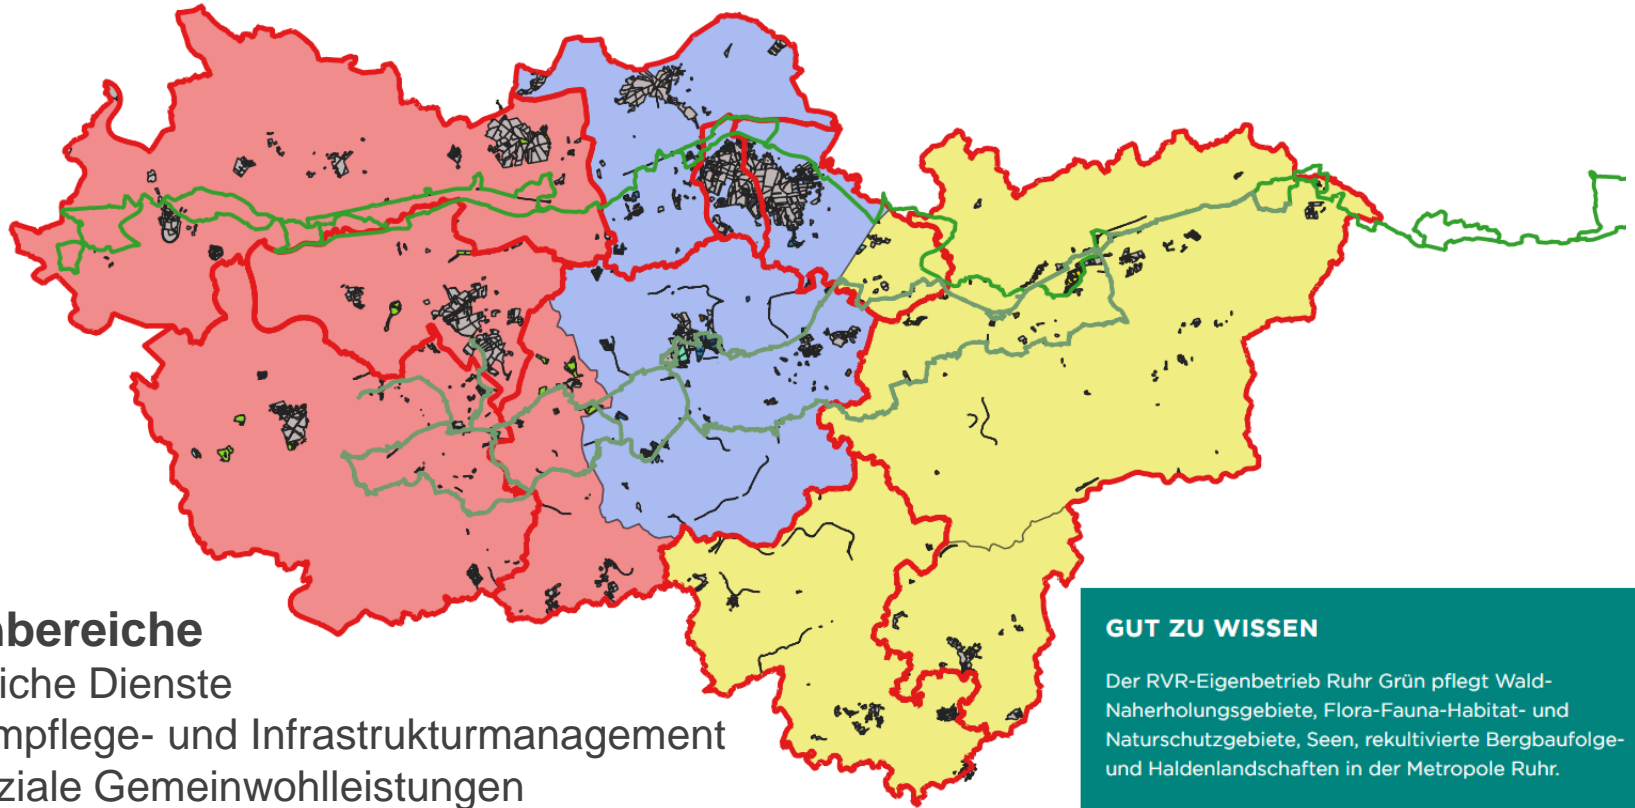 nbereiche
iche Dienste
mpflege- und Infrastrukturmanagement
ziale Gemeinwohlleistungen
GUT ZU WISSEN
Der RVR-Eigenbetrieb Ruhr Grün pflegt Wald-
Naherholungsgebiete, Flora-Fauna-Habitat- und
Naturschutzgebiete, Seen, rekultivierte Bergbaufolge-
und Haldenlandschaften in der Metropole Ruhr.